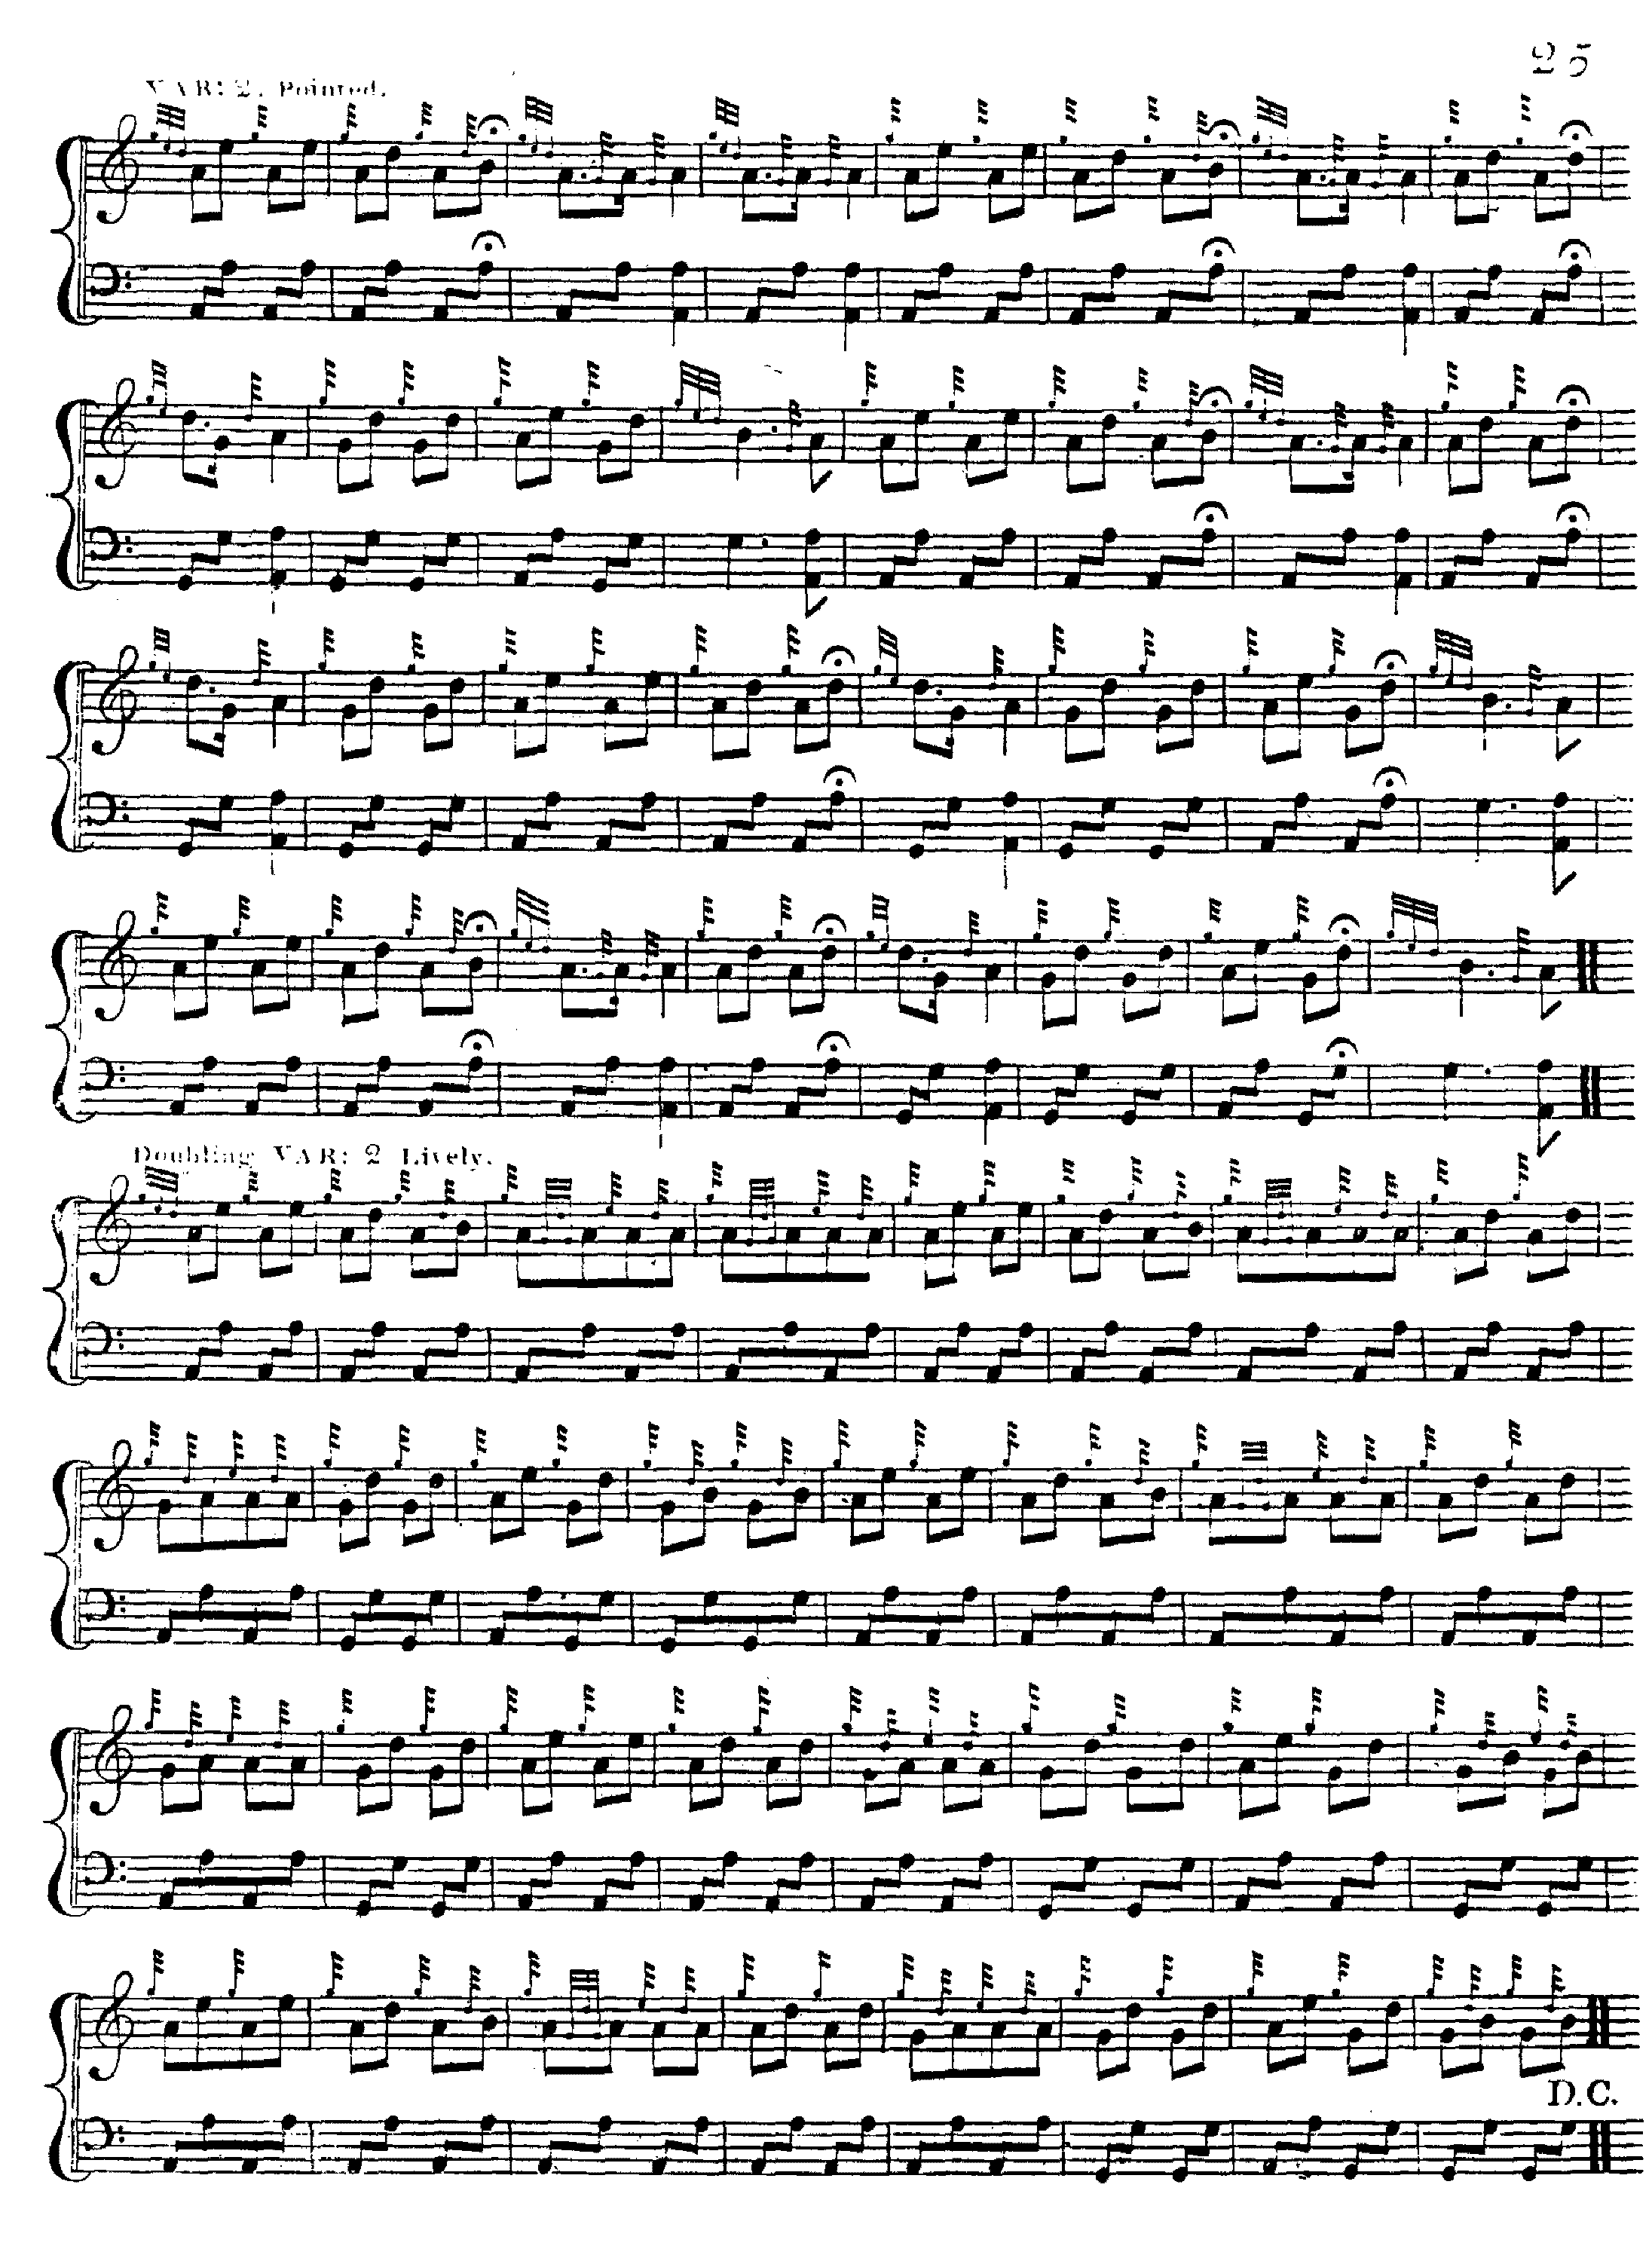 25
VAR: 2. Pointed.
Doubling VAR: 2 Lively.
D.C.